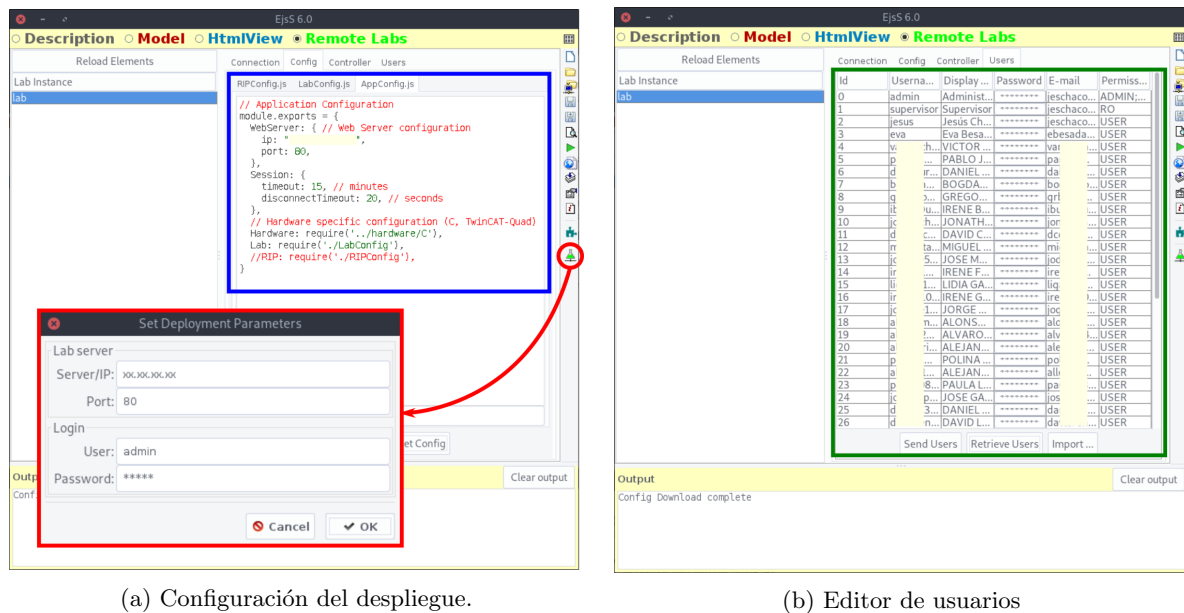 EjsS 6.0
Description Model HtmlView Remote Labs
Reload Elements
Lab Instance
lab
Connection Config Controller Users
RIPConfig.js LabConfig.js AppConfig.js
// Application Configuration
module.exports = {
WebServer: { // Web Server configuration
ip: " ",
port: 80,
},
Session: {
timeout: 15, // minutes
disconnectTimeout: 20, // seconds
},
// Hardware specific configuration (C, TwinCAT-Quad)
Hardware: require('../hardware/C'),
Lab: require('./LabConfig'),
//RIP: require('./RIPConfig'),
}
Set Deployment Parameters
Lab server
Server/IP: xx.xx.xx.xx
Port: 80
Login
User: admin
Password: *****
Cancel OK
et Config
Outp
Clear output
Conf
(a) Configuración del despliegue.
EjsS 6.0
Description Model HtmlView Remote Labs
Reload Elements
Lab Instance
lab
Connection Config Controller Users
Id Userna... Display ... Password E-mail Permiss...
0 admin Administ... ******** jeschaco... ADMIN;...
1 supervisor Supervisor ******** jeschaco... RO
2 jesus Jesús Ch... ******** jeschaco... USER
3 eva Eva Besa... ******** ebesada... USER
4 VICTOR ... ******** USER
5 PABLO J... ******** USER
6 DANIEL ... ******** USER
7 BOGDA... ******** USER
8 GREGO... ******** USER
9 IRENE B... ******** USER
10 JONATH... ******** USER
11 DAVID C... ******** USER
12 MIGUEL ... ******** USER
13 JOSE M... ******** USER
14 IRENE F... ******** USER
15 LIDIA GA... ******** USER
16 IRENE G... ******** USER
17 JORGE ... ******** USER
18 ALONS... ******** USER
19 ALVARO... ******** USER
20 ALEJAN... ******** USER
21 POLINA ... ******** USER
22 ALEJAN... ******** USER
23 PAULA L... ******** USER
24 JOSE GA... ******** USER
25 DANIEL ... ******** USER
26 DAVID L... ******** USER
Send Users Retrieve Users Import ...
Output
Clear output
Config Download complete
(b) Editor de usuarios